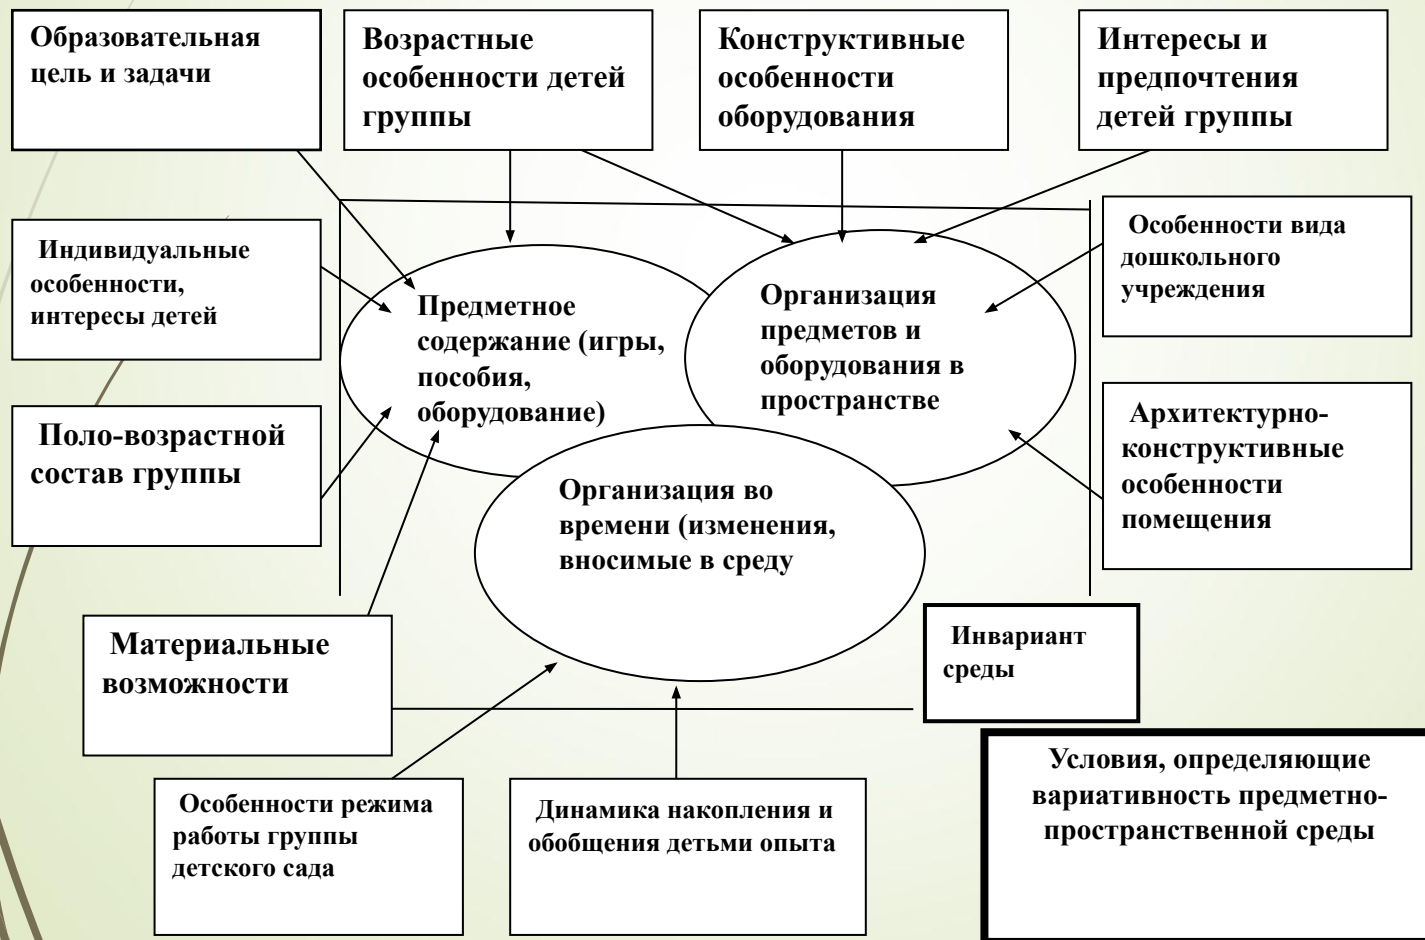 Образовательная
цель и задачи
Возрастные
особенности детей
группы
Конструктивные
особенности
оборудования
Интересы и
предпочтения
детей группы
Индивидуальные
особенности,
интересы детей
Особенности вида
дошкольного
учреждения
Предметное
содержание (игры,
пособия,
оборудование)
Организация
предметов и
оборудования в
пространстве
Поло-возрастной
состав группы
Архитектурно-
конструктивные
особенности
помещения
Организация во
времени (изменения,
вносимые в среду
Материальные
возможности
Инвариант
среды
Особенности режима
работы группы
детского сада
Динамика накопления и
обобщения детьми опыта
Условия, определяющие
вариативность предметно-
пространственной среды